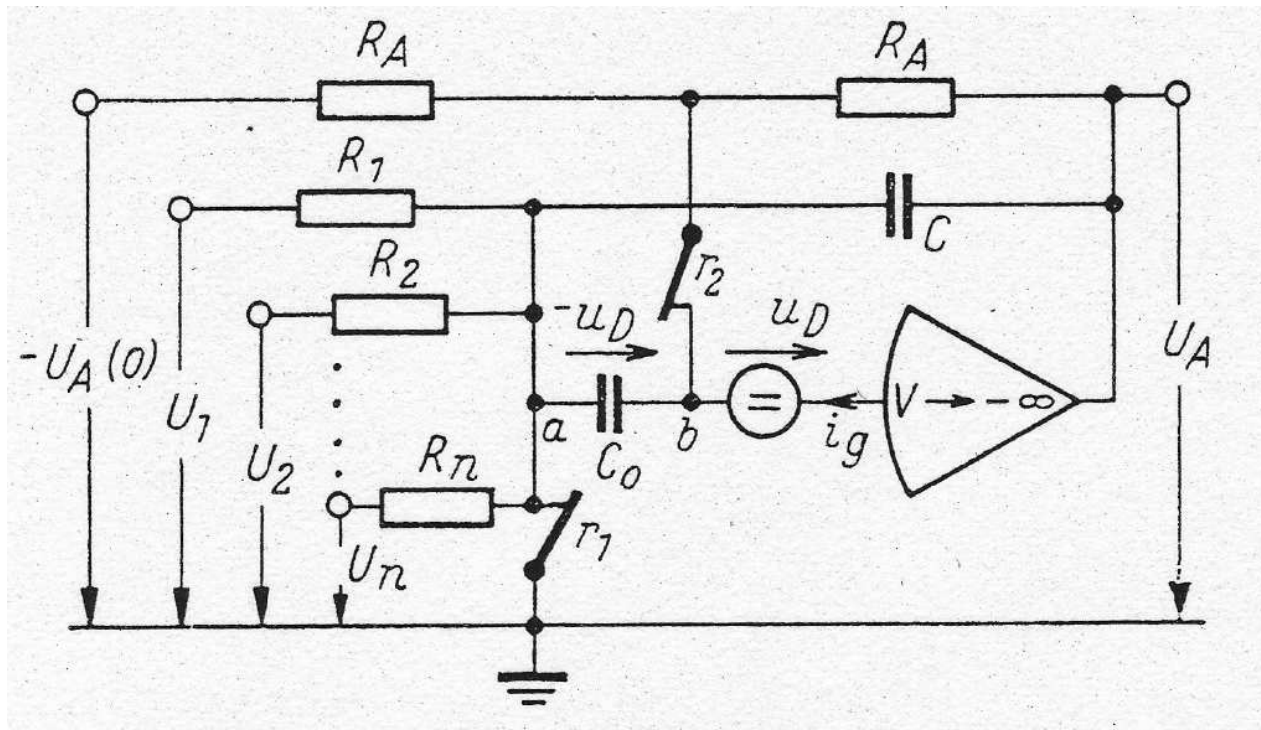 R_A
R_A
R_1
C
R_2
r_2
-u_D
u_D
-U_A(0)
U_A
U_1
a
b
i_g
V → -∞
U_2
C_0
R_n
r_1
U_n
=